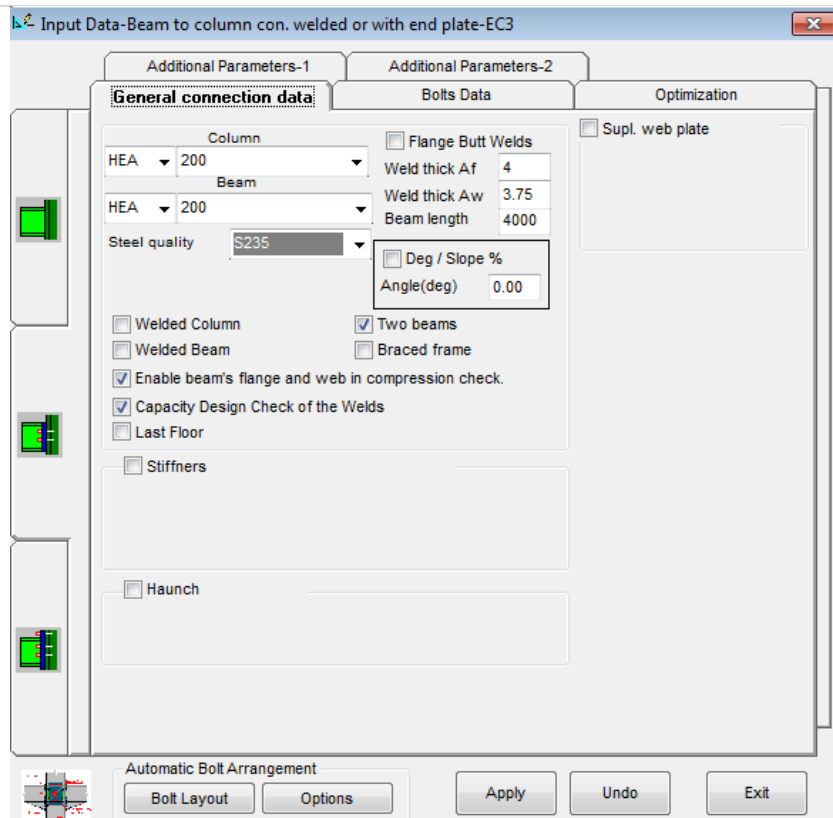 Input Data-Beam to column con. welded or with end plate-EC3
Additional Parameters-1 Additional Parameters-2
General connection data Bolts Data Optimization
Column
HEA 200
Beam
HEA 200
Steel quality S235
Flange Butt Welds
Weld thick Af 4
Weld thick Aw 3.75
Beam length 4000
Deg / Slope %
Angle(deg) 0.00
Supl. web plate
Welded Column Two beams
Welded Beam Braced frame
Enable beam's flange and web in compression check.
Capacity Design Check of the Welds
Last Floor
Stiffners
Haunch
Automatic Bolt Arrangement
Bolt Layout Options Apply Undo Exit